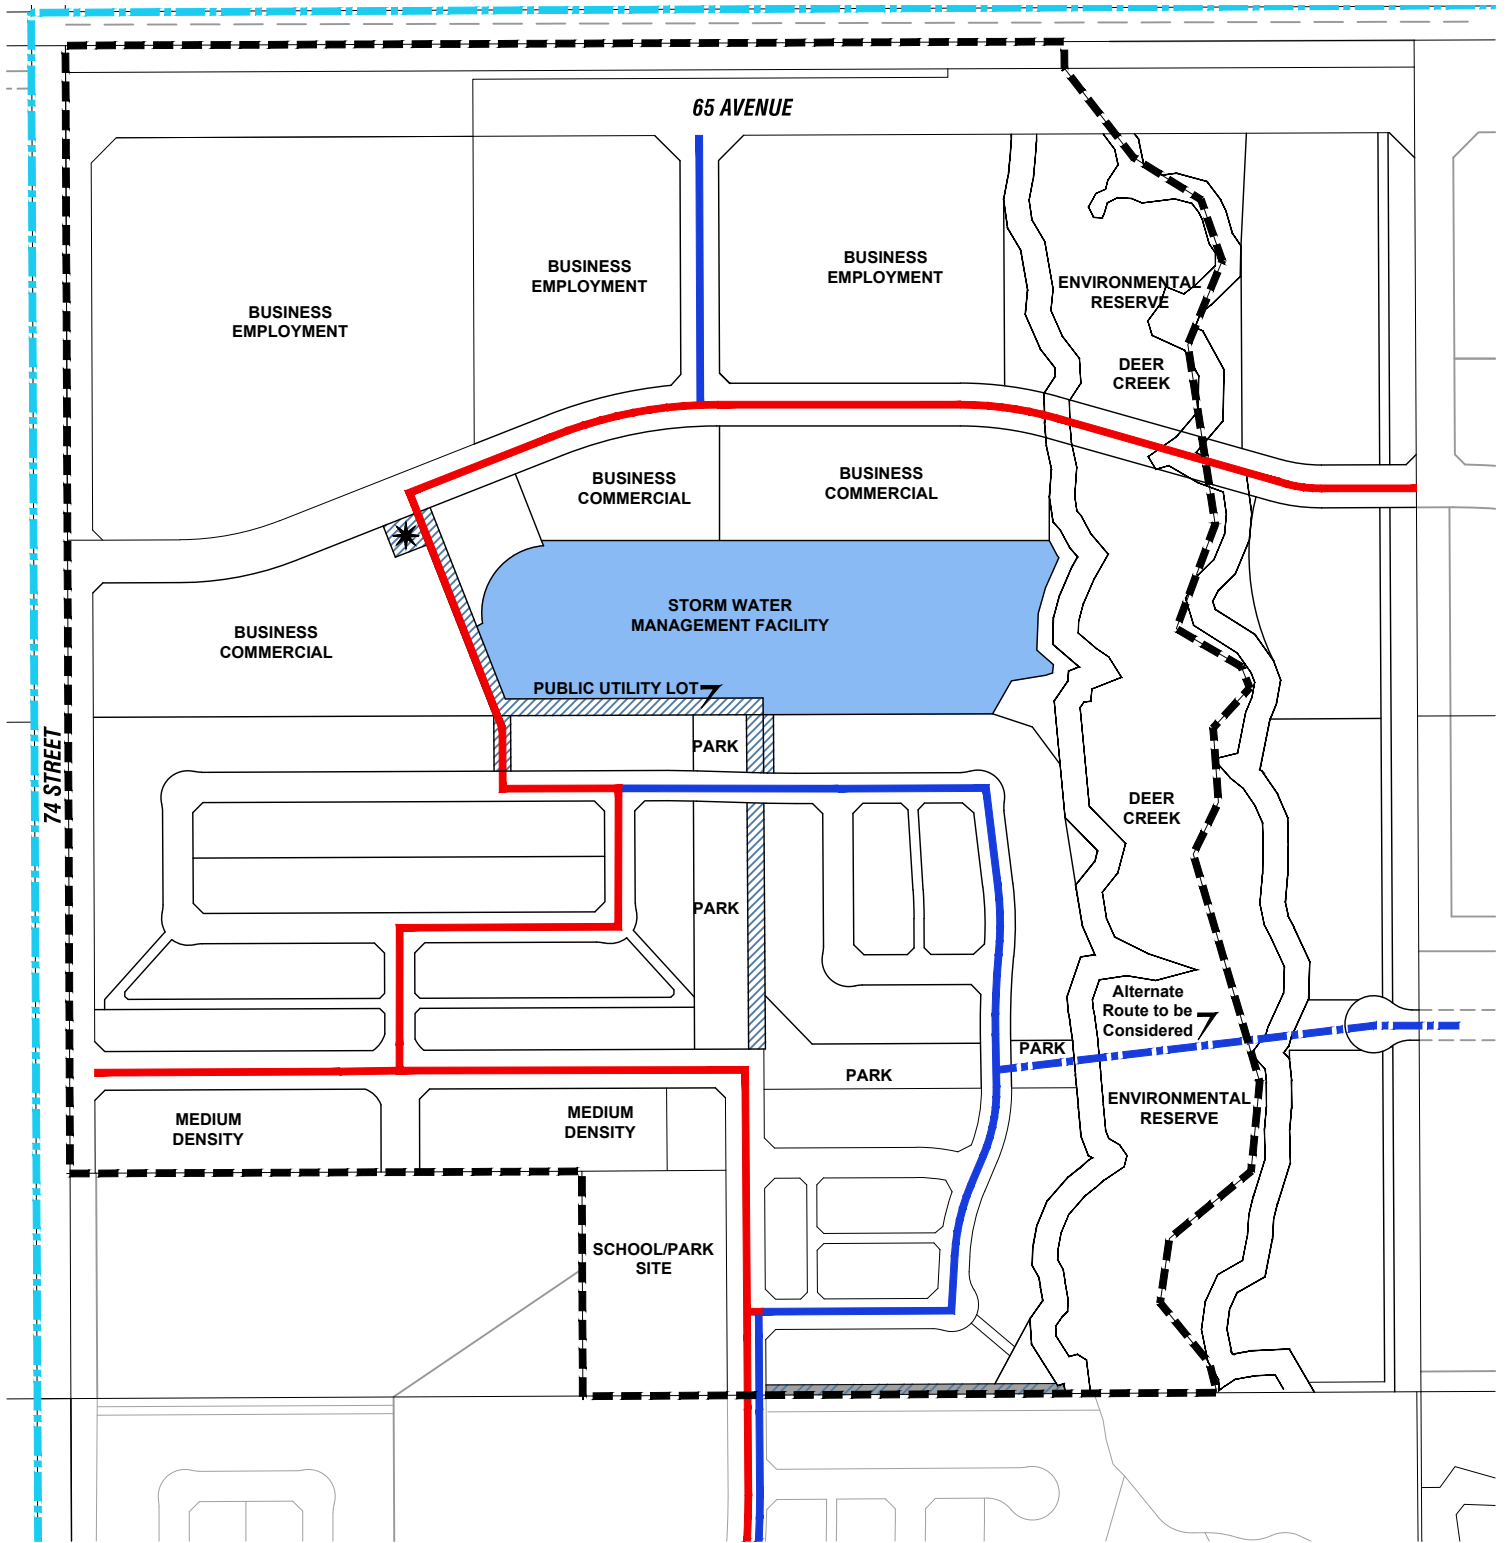 65 AVENUE
BUSINESS
EMPLOYMENT
BUSINESS
EMPLOYMENT
BUSINESS
EMPLOYMENT
ENVIRONMENTAL
RESERVE
DEER
CREEK
BUSINESS
COMMERCIAL
BUSINESS
COMMERCIAL
STORM WATER
MANAGEMENT FACILITY
BUSINESS
COMMERCIAL
PUBLIC UTILITY LOT
74 STREET
PARK
DEER
CREEK
PARK
Alternate
Route to be
Considered
PARK
PARK
ENVIRONMENTAL
RESERVE
MEDIUM
DENSITY
MEDIUM
DENSITY
SCHOOL/PARK
SITE